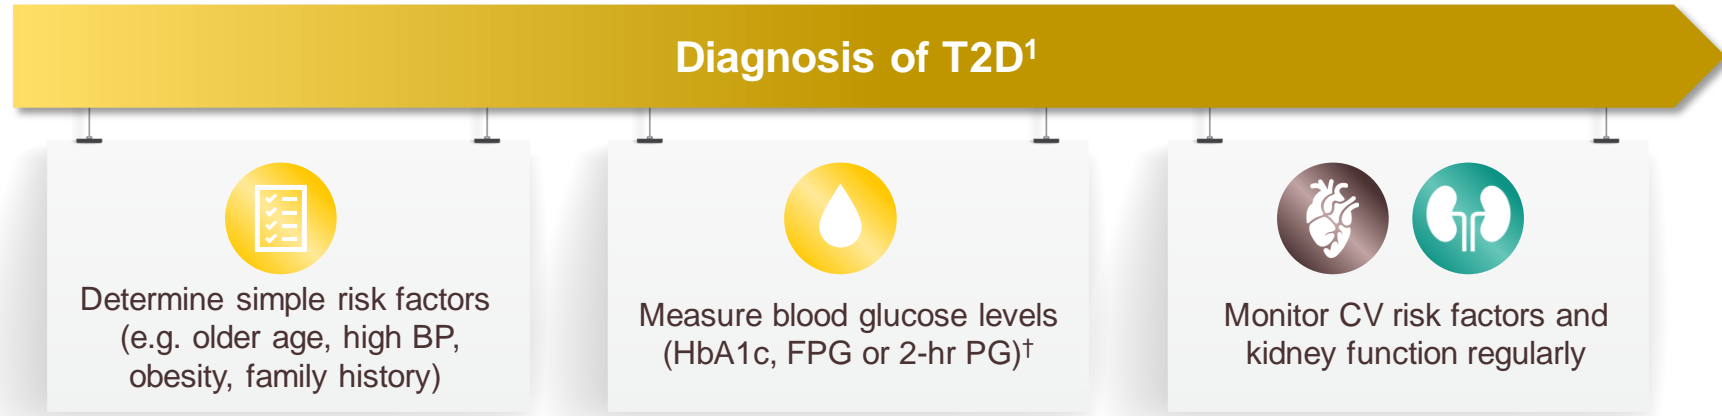 Diagnosis of T2D¹
Determine simple risk factors
(e.g. older age, high BP,
obesity, family history)
Measure blood glucose levels
(HbA1c, FPG or 2-hr PG)†
Monitor CV risk factors and
kidney function regularly